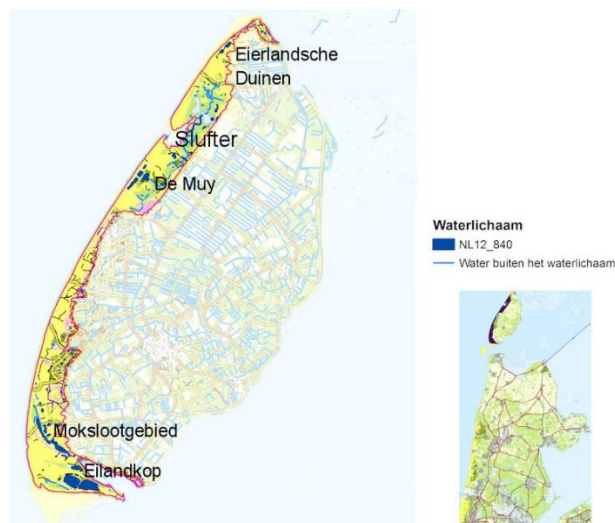 Eierlandsche
Duinen
Slufter
De Muy
Mokslootgebied
Eilandkop
Waterlichaam
NL12_840
Water buiten het waterlichaam